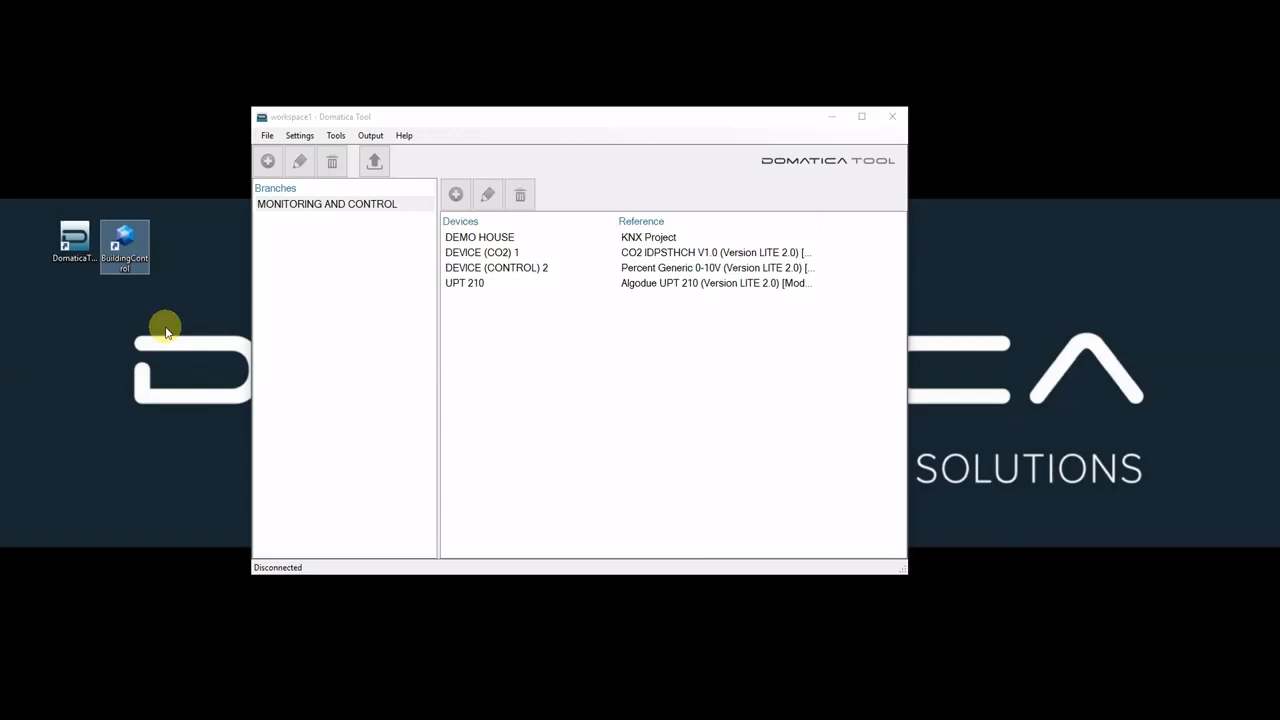 workspace1 - Domatica Tool
File Settings Tools Output Help
DOMATICA TOOL
Branches
MONITORING AND CONTROL
Devices Reference
DEMO HOUSE KNX Project
DEVICE (CO2) 1 CO2 IDPSTHCH V1.0 (Version LITE 2.0) [...
DEVICE (CONTROL) 2 Percent Generic 0-10V (Version LITE 2.0) [...
UPT 210 Algodue UPT 210 (Version LITE 2.0) [Mod...
Disconnected
DomaticaT...
BuildingCont
rol
SOLUTIONS